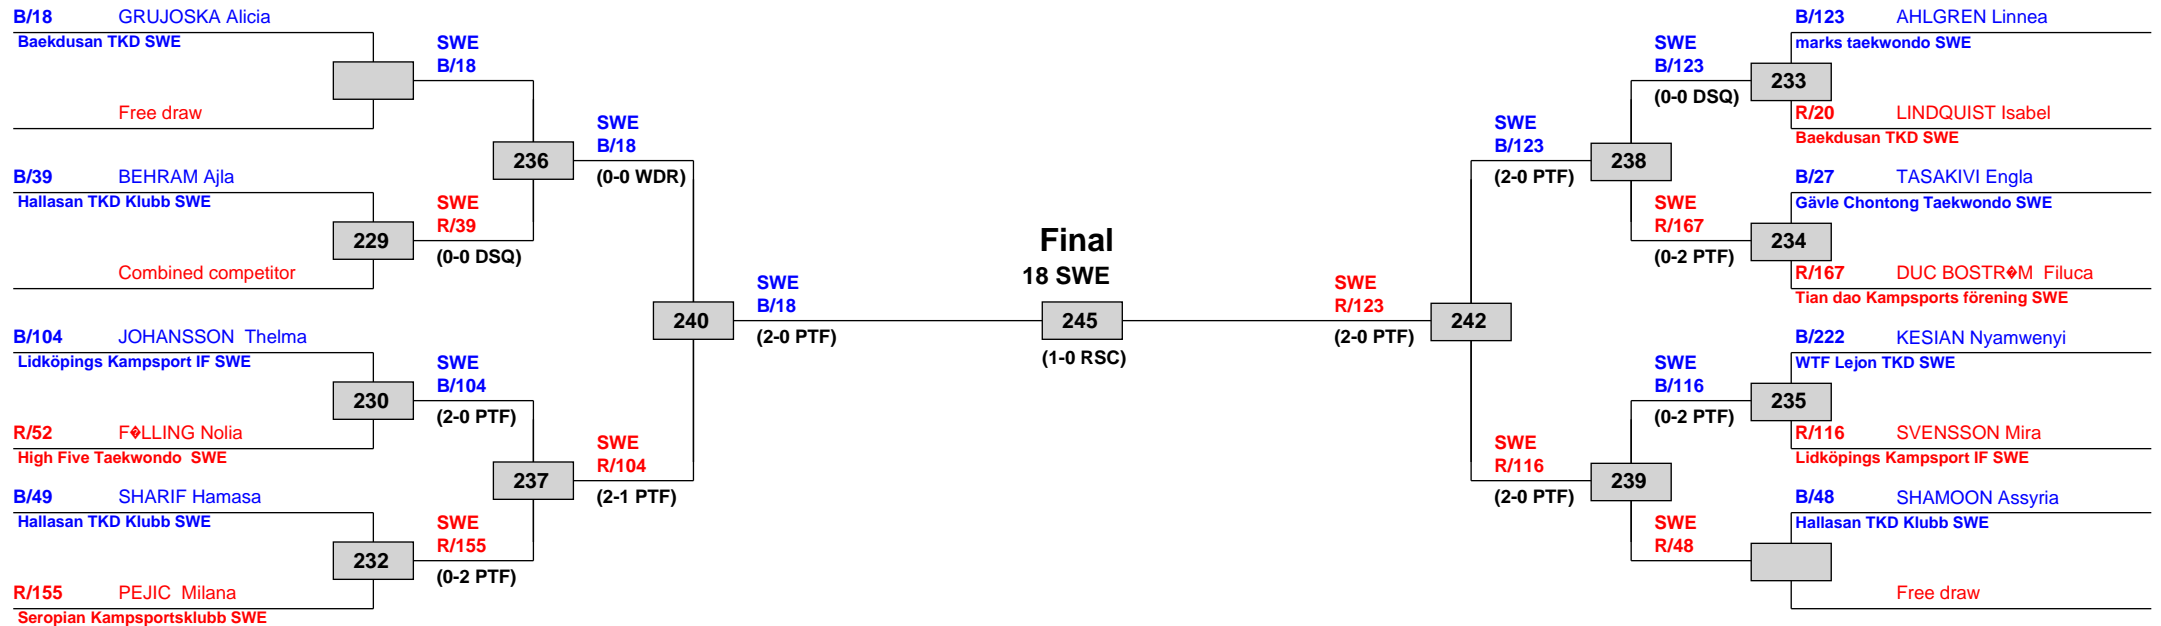 B/18 GRUJOSKA Alicia
Baekdusan TKD SWE
Free draw
B/39 BEHRAM Ajla
Hallasan TKD Klubb SWE
Combined competitor
B/104 JOHANSSON Thelma
Lidköpings Kampsport IF SWE
R/52 F�LLING Nolia
High Five Taekwondo SWE
B/49 SHARIF Hamasa
Hallasan TKD Klubb SWE
R/155 PEJIC Milana
Seropian Kampsportsklubb SWE
229
230
232
SWE
B/18
SWE
R/39
(0-0 DSQ)
SWE
B/104
(2-0 PTF)
SWE
R/155
(0-2 PTF)
236
237
SWE
B/18
(0-0 WDR)
SWE
R/104
(2-1 PTF)
240
SWE
B/18
(2-0 PTF)
Final
18 SWE
245
(1-0 RSC)
SWE
R/123
(2-0 PTF)
242
SWE
B/123
(2-0 PTF)
SWE
R/116
(2-0 PTF)
238
239
SWE
B/123
(0-0 DSQ)
SWE
R/167
(0-2 PTF)
SWE
B/116
(0-2 PTF)
SWE
R/48
233
234
235
B/123 AHLGREN Linnea
marks taekwondo SWE
R/20 LINDQUIST Isabel
Baekdusan TKD SWE
B/27 TASAKIVI Engla
Gävle Chontong Taekwondo SWE
R/167 DUC BOSTR�M Filuca
Tian dao Kampsports förening SWE
B/222 KESIAN Nyamwenyi
WTF Lejon TKD SWE
R/116 SVENSSON Mira
Lidköpings Kampsport IF SWE
B/48 SHAMOON Assyria
Hallasan TKD Klubb SWE
Free draw